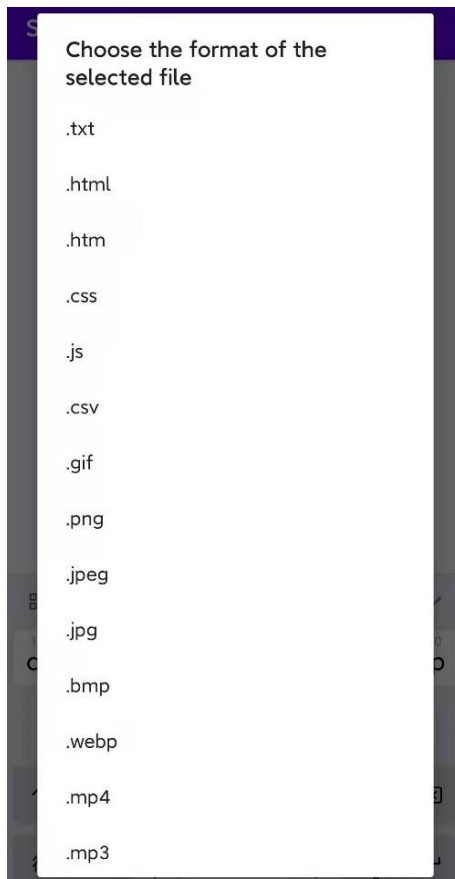 S
Choose the format of the
selected file
.txt
.html
.htm
.css
.js
.csv
.gif
.png
.jpeg
.jpg
.bmp
.webp
.mp4
.mp3